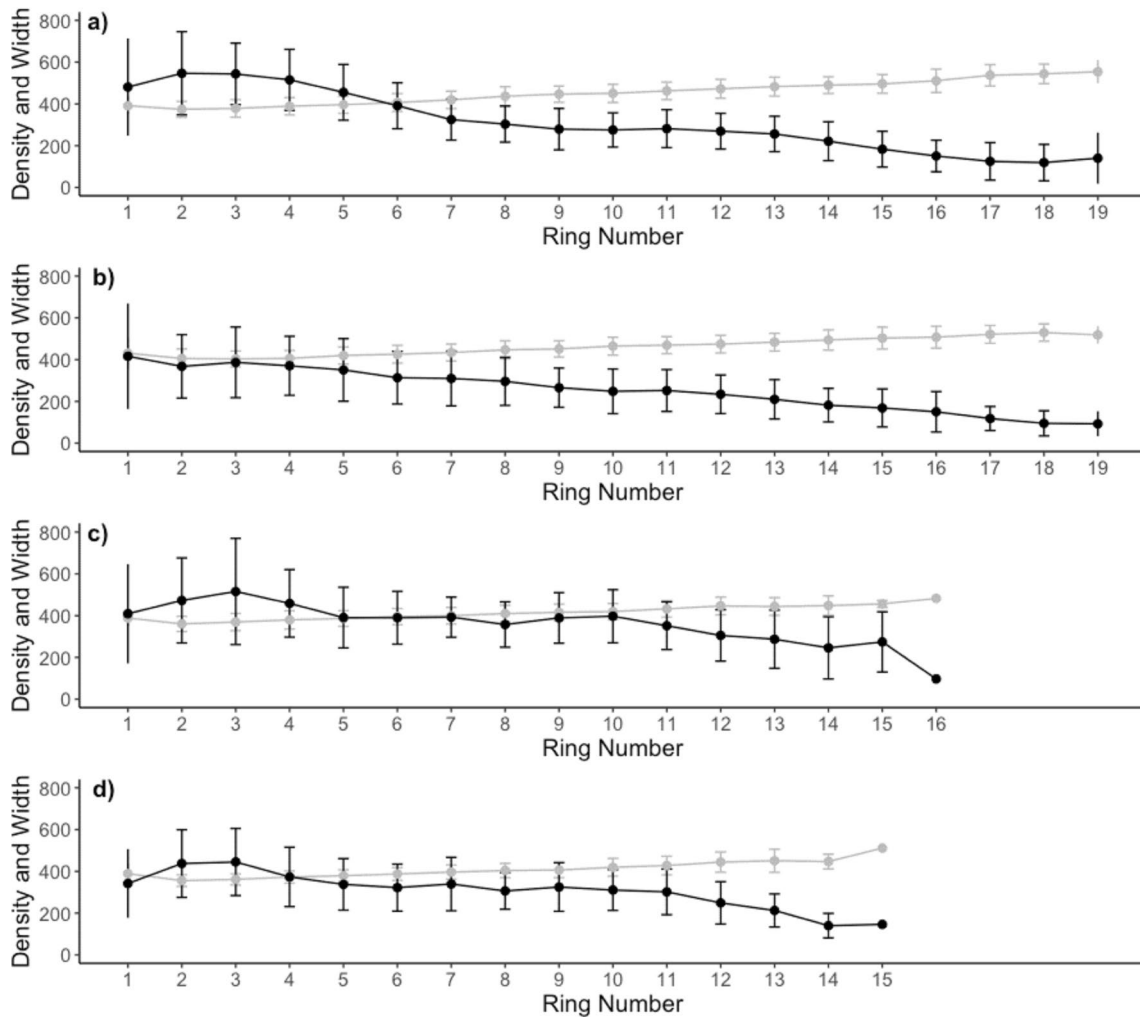 a)
Density and Width
800
600
400
200
0
1 2 3 4 5 6 7 8 9 10 11 12 13 14 15 16 17 18 19
Ring Number
b)
Density and Width
800
600
400
200
0
1 2 3 4 5 6 7 8 9 10 11 12 13 14 15 16 17 18 19
Ring Number
c)
Density and Width
800
600
400
200
0
1 2 3 4 5 6 7 8 9 10 11 12 13 14 15 16
Ring Number
d)
Density and Width
800
600
400
200
0
1 2 3 4 5 6 7 8 9 10 11 12 13 14 15
Ring Number